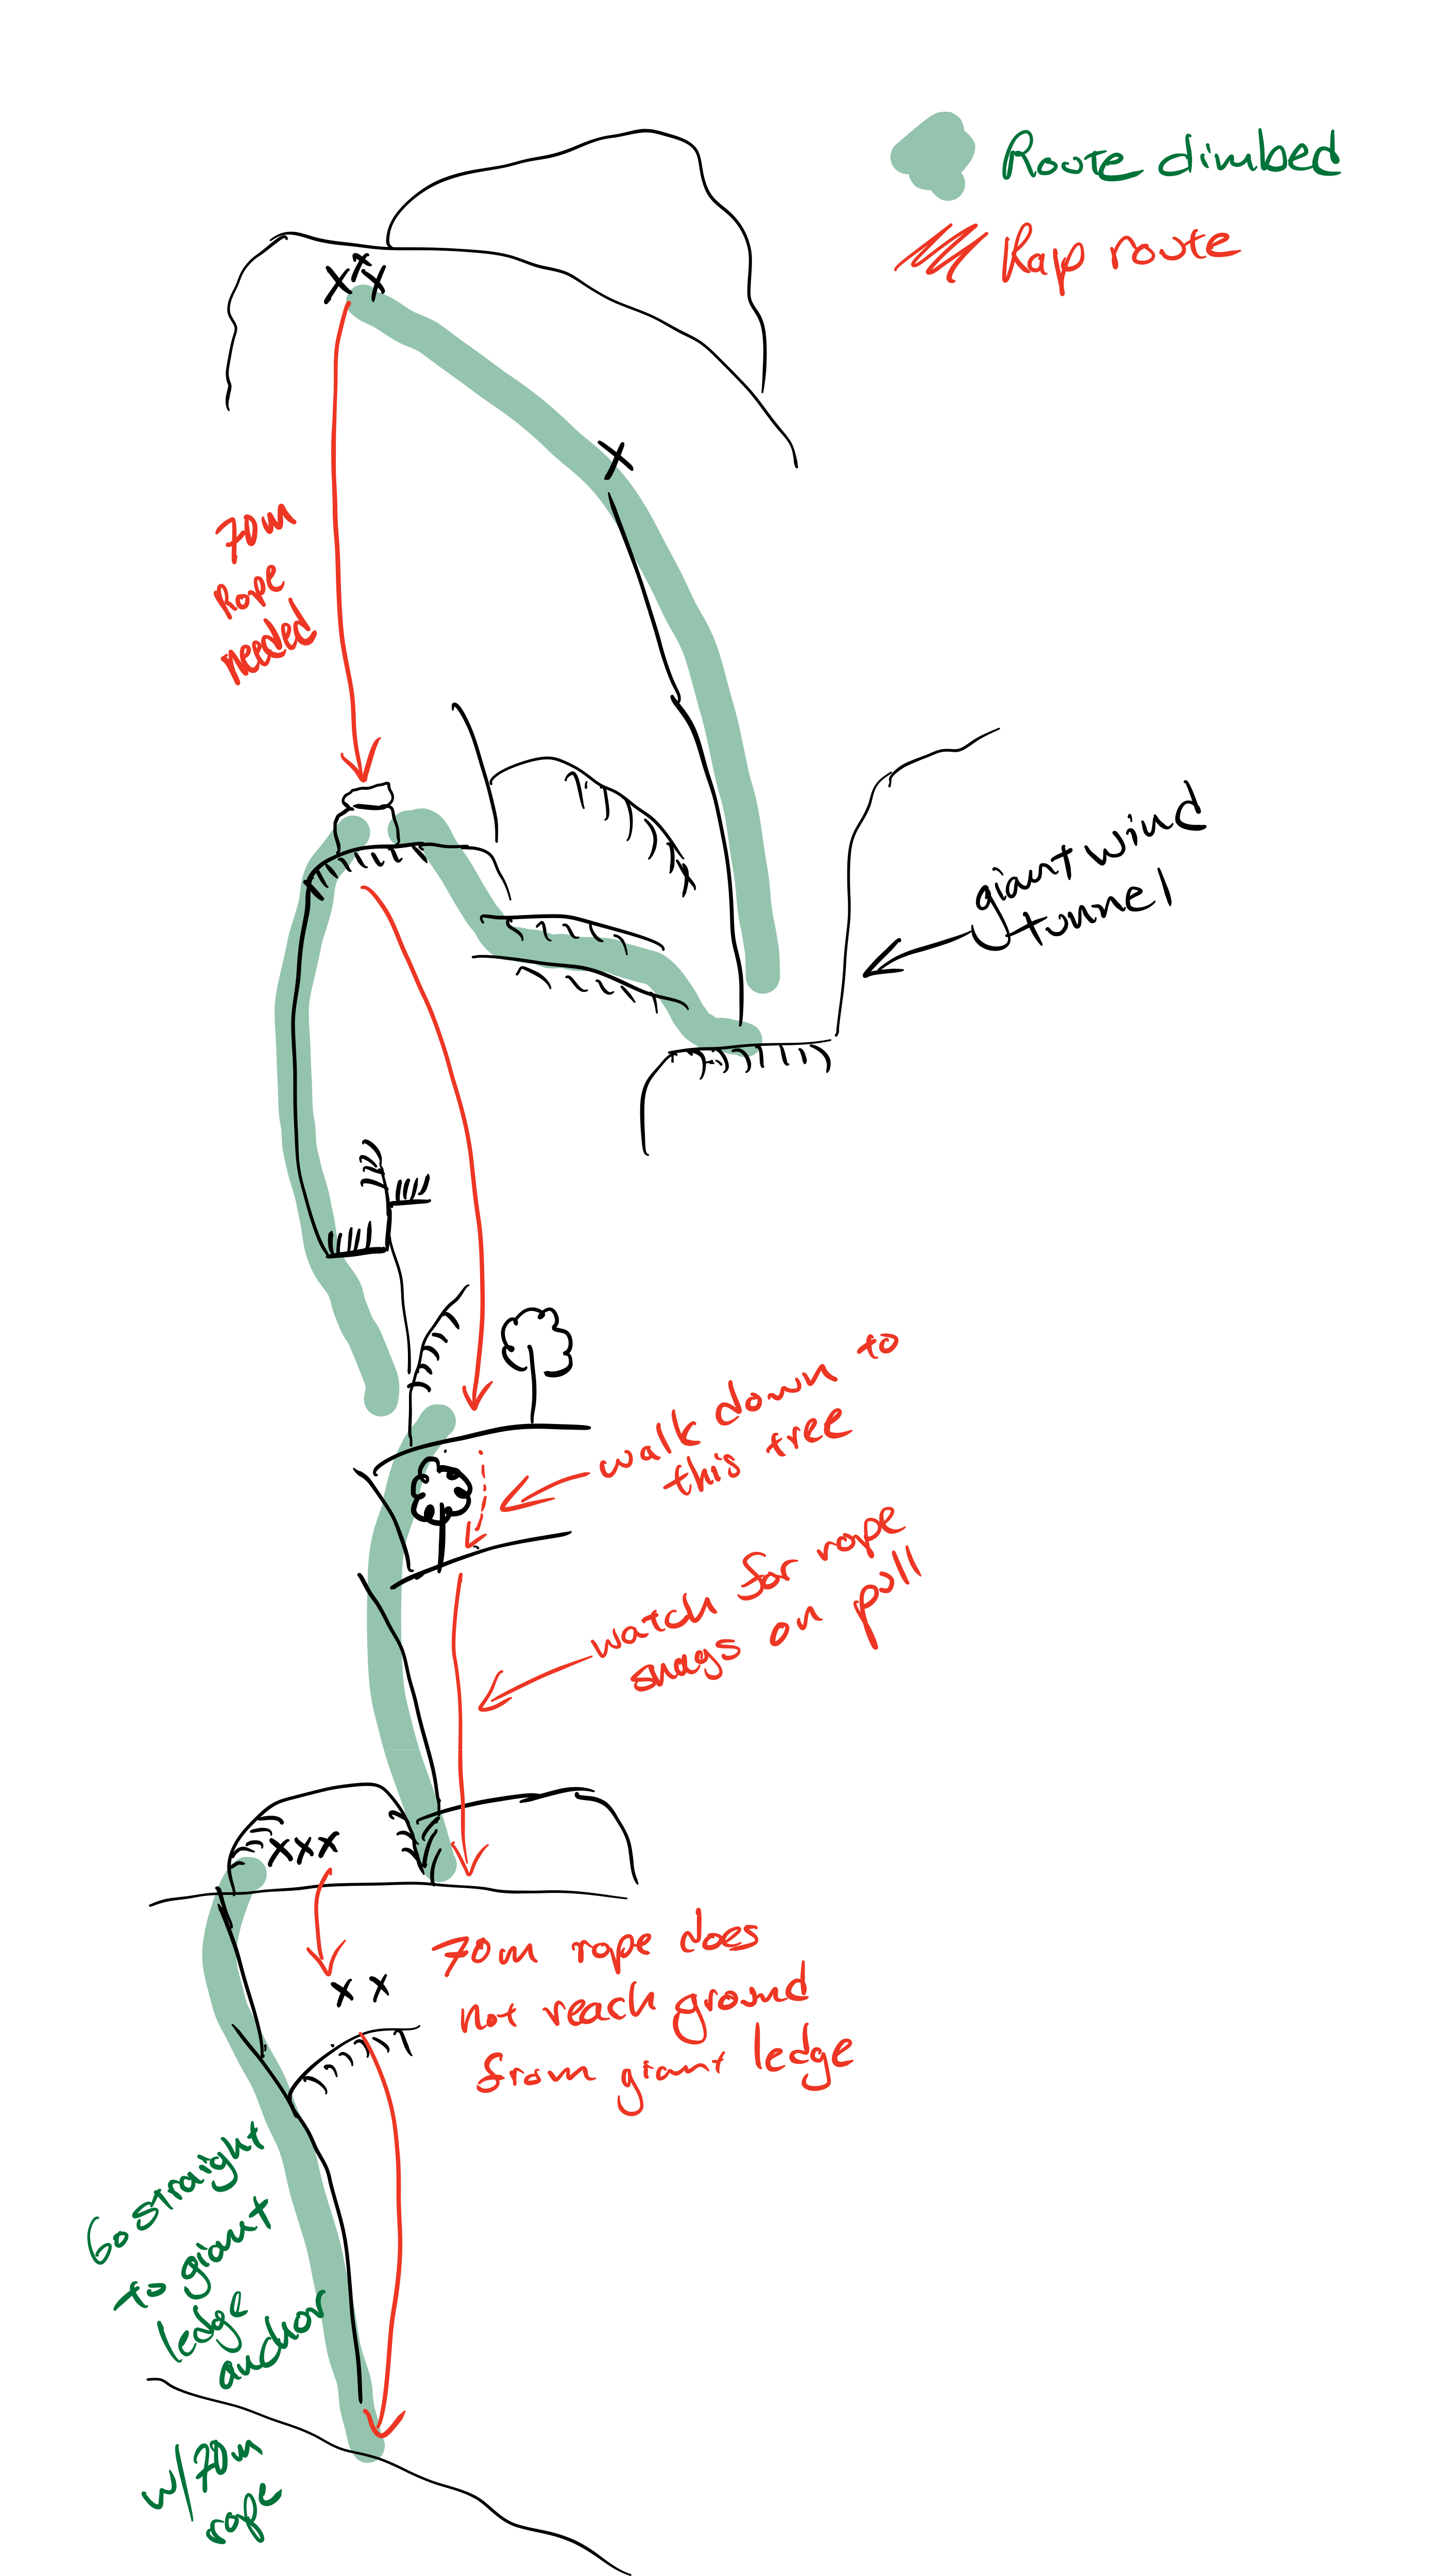 Route climbed
Rap route
70m
Rope
needed
giant wind
tunnel
walk down to
this tree
watch for rope
snags on pull
70m rope does
not reach ground
from giant ledge
Go straight
to giant
ledge
anchor
w/70m
rope